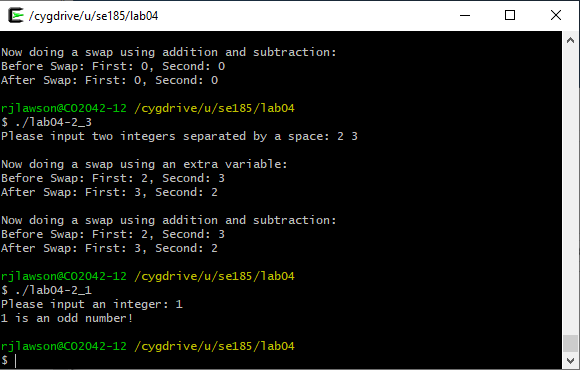 /cygdrive/u/se185/lab04
Now doing a swap using addition and subtraction:
Before Swap: First: 0, Second: 0
After Swap: First: 0, Second: 0
rjlawson@CO2042-12 /cygdrive/u/se185/lab04
$ ./lab04-2_3
Please input two integers separated by a space: 2 3
Now doing a swap using an extra variable:
Before Swap: First: 2, Second: 3
After Swap: First: 3, Second: 2
Now doing a swap using addition and subtraction:
Before Swap: First: 2, Second: 3
After Swap: First: 3, Second: 2
rjlawson@CO2042-12 /cygdrive/u/se185/lab04
$ ./lab04-2_1
Please input an integer: 1
1 is an odd number!
rjlawson@CO2042-12 /cygdrive/u/se185/lab04
$